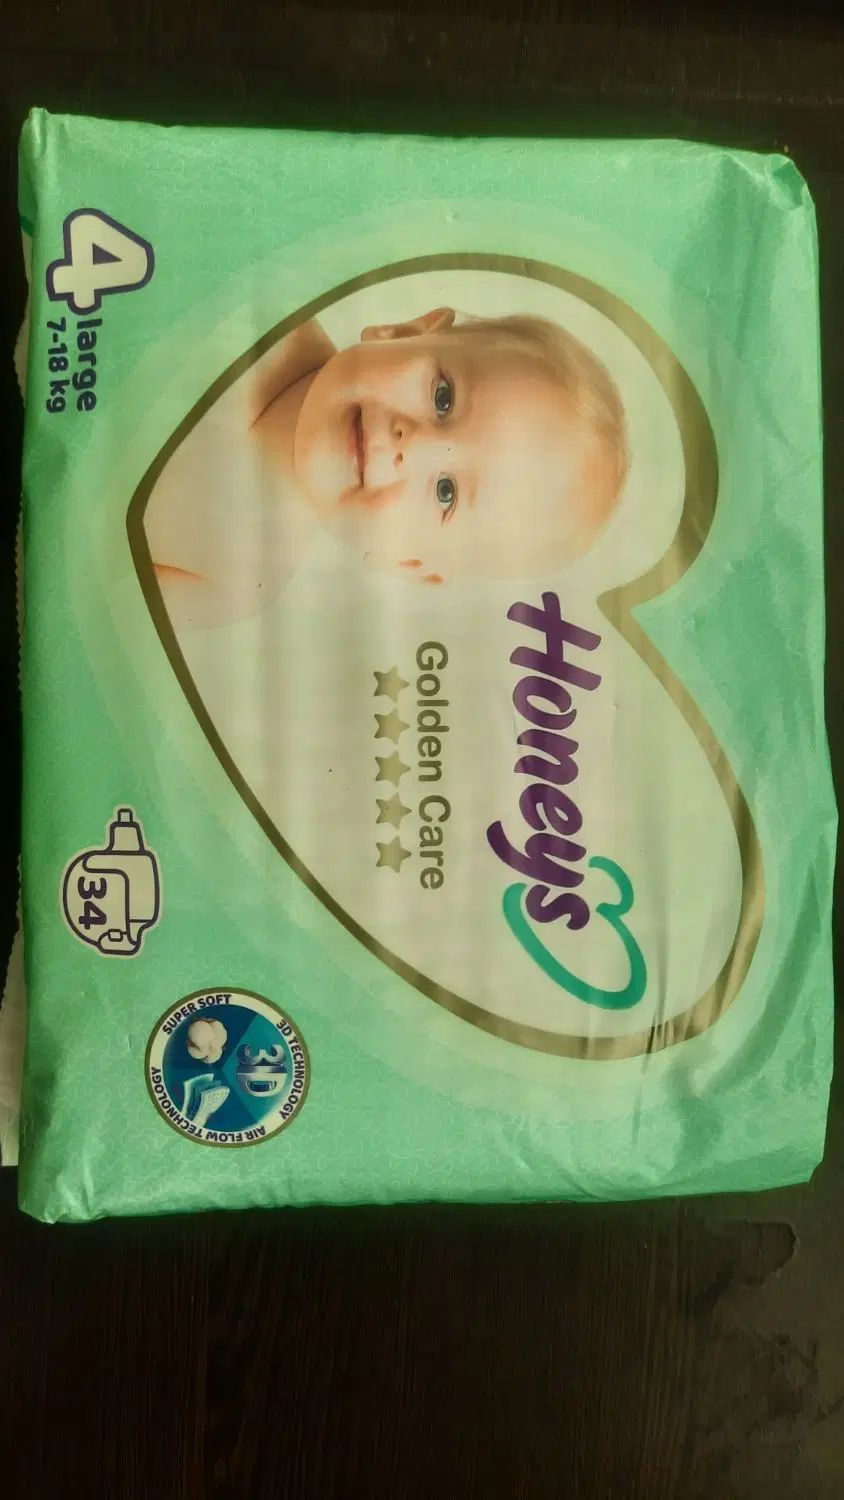 Honeys
Golden Care
4
large
7-18 kg
34
SUPER SOFT
3D TECHNOLOGY
AIR FLOW TECHNOLOGY
3D